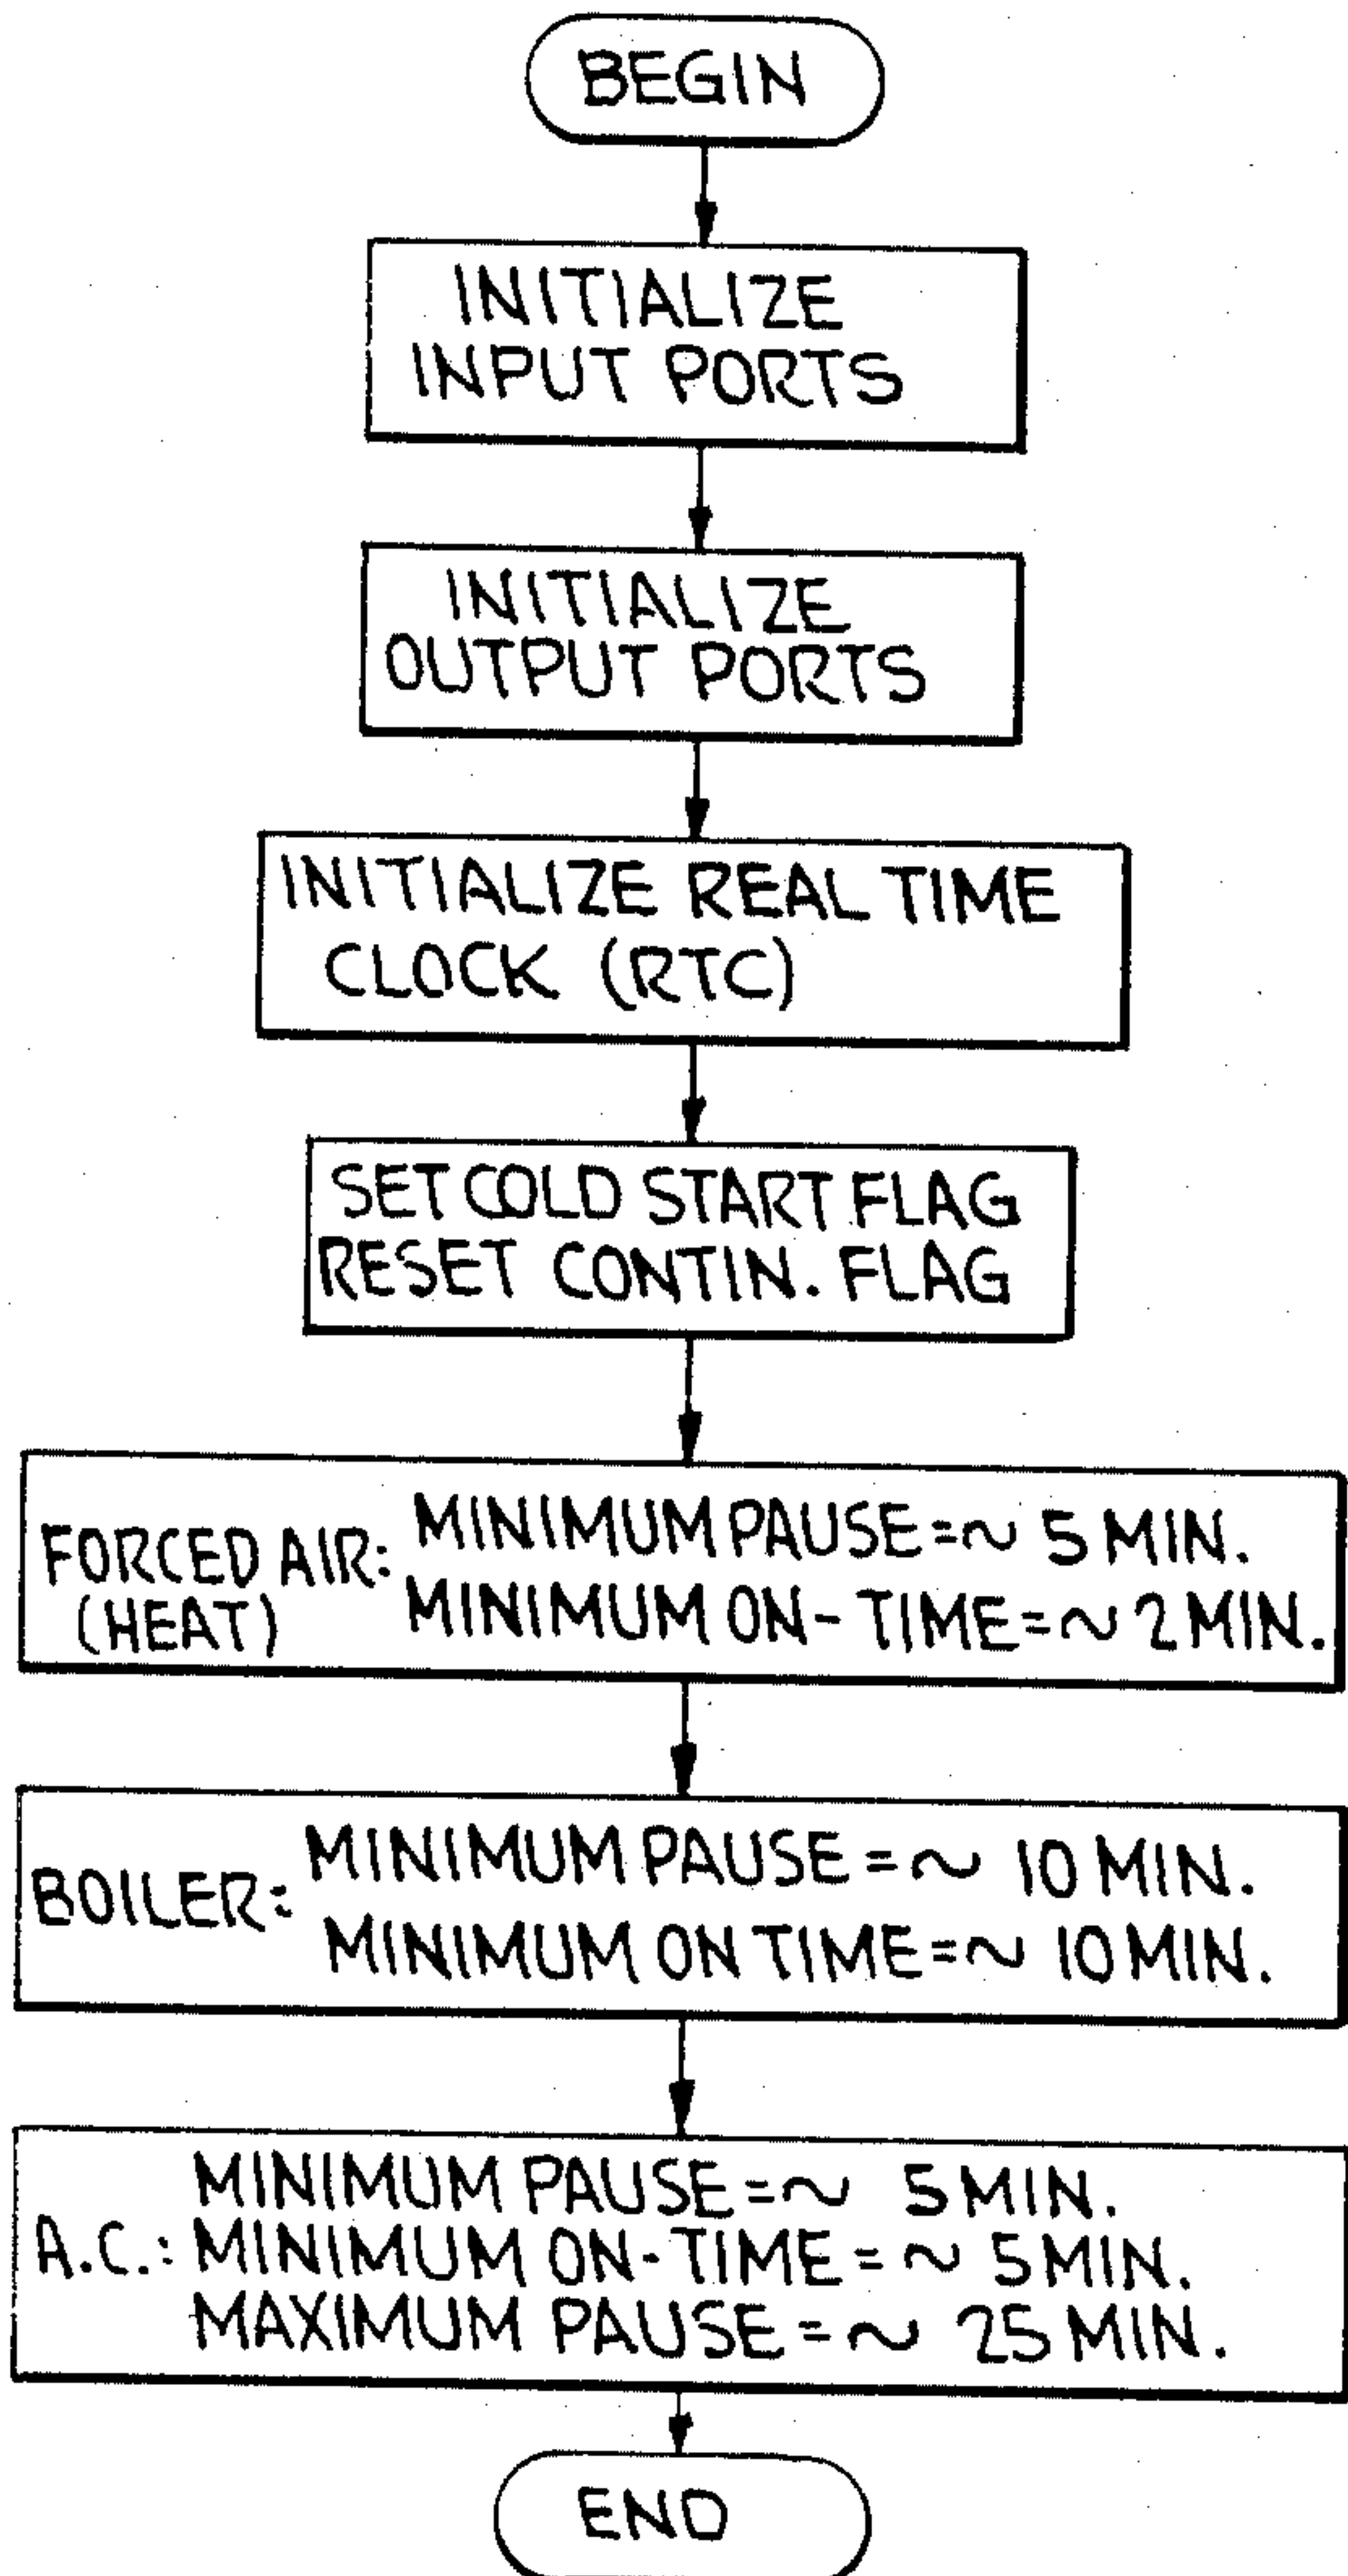 BEGIN
INITIALIZE
INPUT PORTS
INITIALIZE
OUTPUT PORTS
INITIALIZE REAL TIME
CLOCK (RTC)
SET COLD START FLAG
RESET CONTIN. FLAG
FORCED AIR: MINIMUM PAUSE=~ 5 MIN.
(HEAT) MINIMUM ON-TIME=~ 2 MIN.
BOILER: MINIMUM PAUSE=~ 10 MIN.
MINIMUM ON TIME=~ 10 MIN.
MINIMUM PAUSE=~ 5 MIN.
A.C.: MINIMUM ON-TIME=~ 5 MIN.
MAXIMUM PAUSE=~ 25 MIN.
END